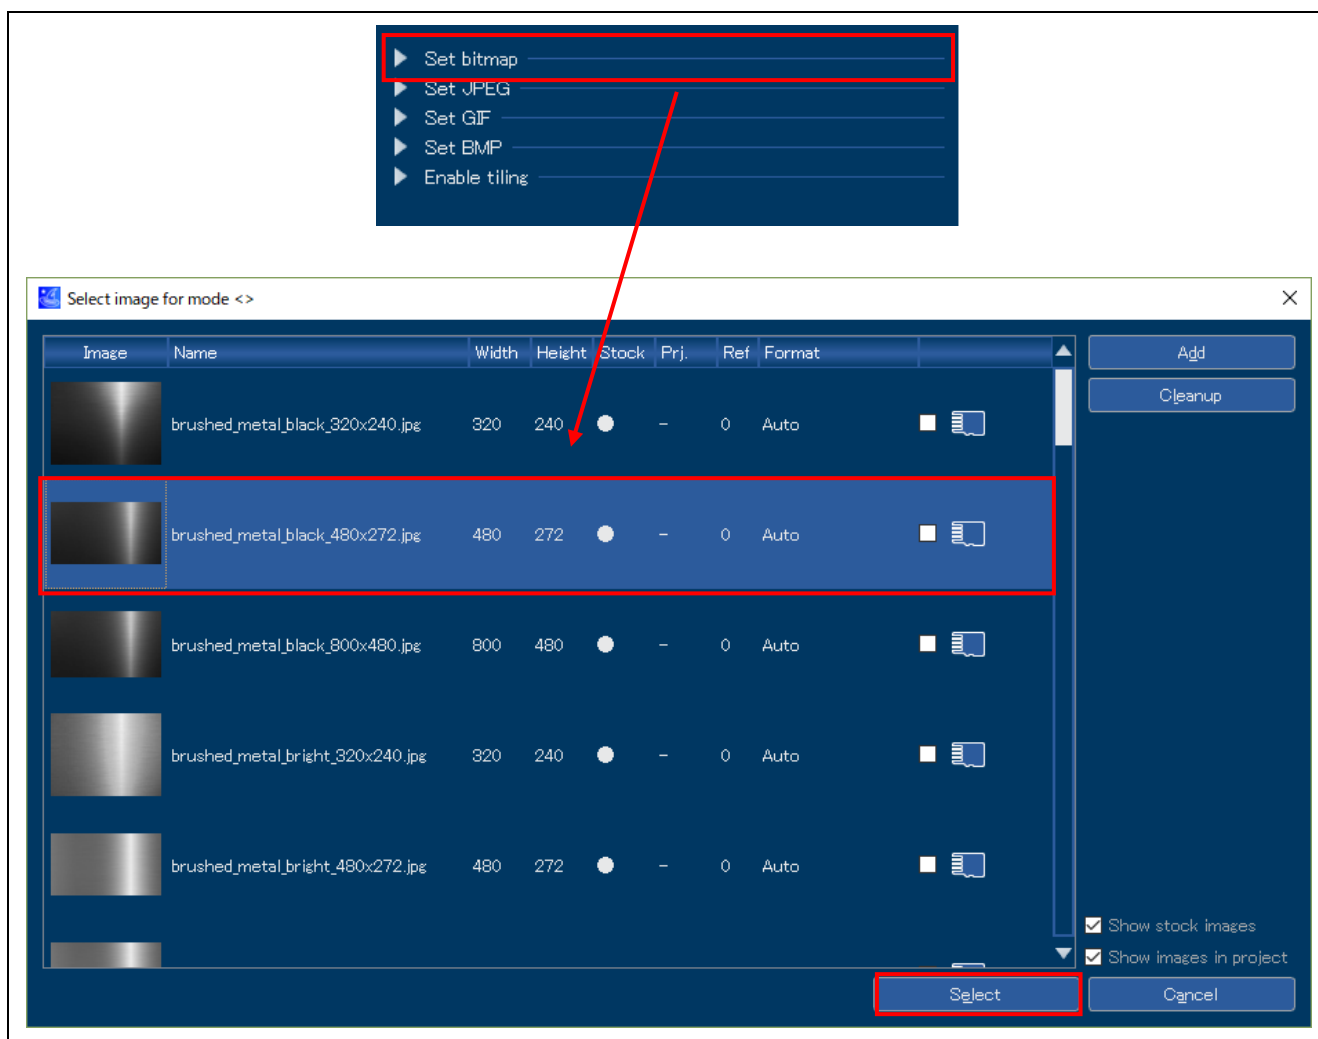 Set bitmap
Set JPEG
Set GIF
Set BMP
Enable tiling
Select image for mode <>
Image Name Width Height Stock Prj. Ref Format
Add
Cleanup
brushed_metal_black_320x240.jpg 320 240 - 0 Auto
brushed_metal_black_480x272.jpg 480 272 - 0 Auto
brushed_metal_black_800x480.jpg 800 480 - 0 Auto
brushed_metal_bright_320x240.jpg 320 240 - 0 Auto
brushed_metal_bright_480x272.jpg 480 272 - 0 Auto
Show stock images
Show images in project
Select
Cancel